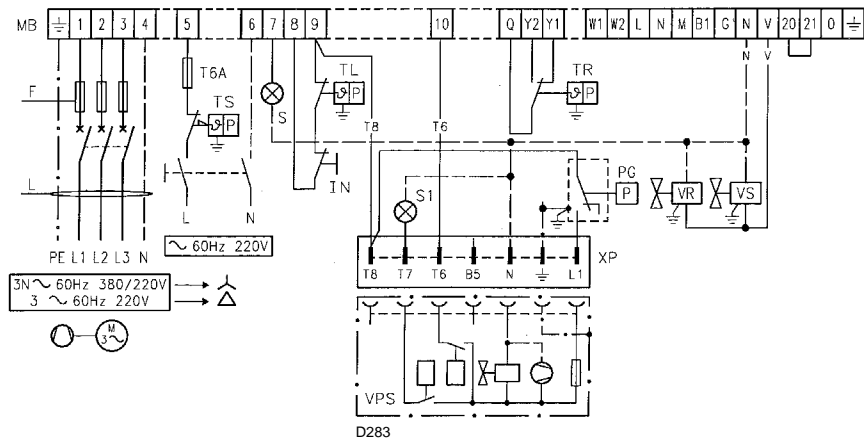 MB ⏚ 1 2 3 4 5 6 7 8 9 10 Q Y2 Y1 W1 W2 L N M B1 G N V 20 21 0 ⏚
N V
F
T6A
TS
ϑ P
S
TL
ϑ P
T8
T6
TR
ϑ P
IN
S1
PG
P
VR
VS
L
L N
~ 60Hz 220V
XP
PE L1 L2 L3 N
T8 T7 T6 B5 N ⏚ L1
3N ~ 60Hz 380/220V
3 ~ 60Hz 220V
M
3~
VPS
D283